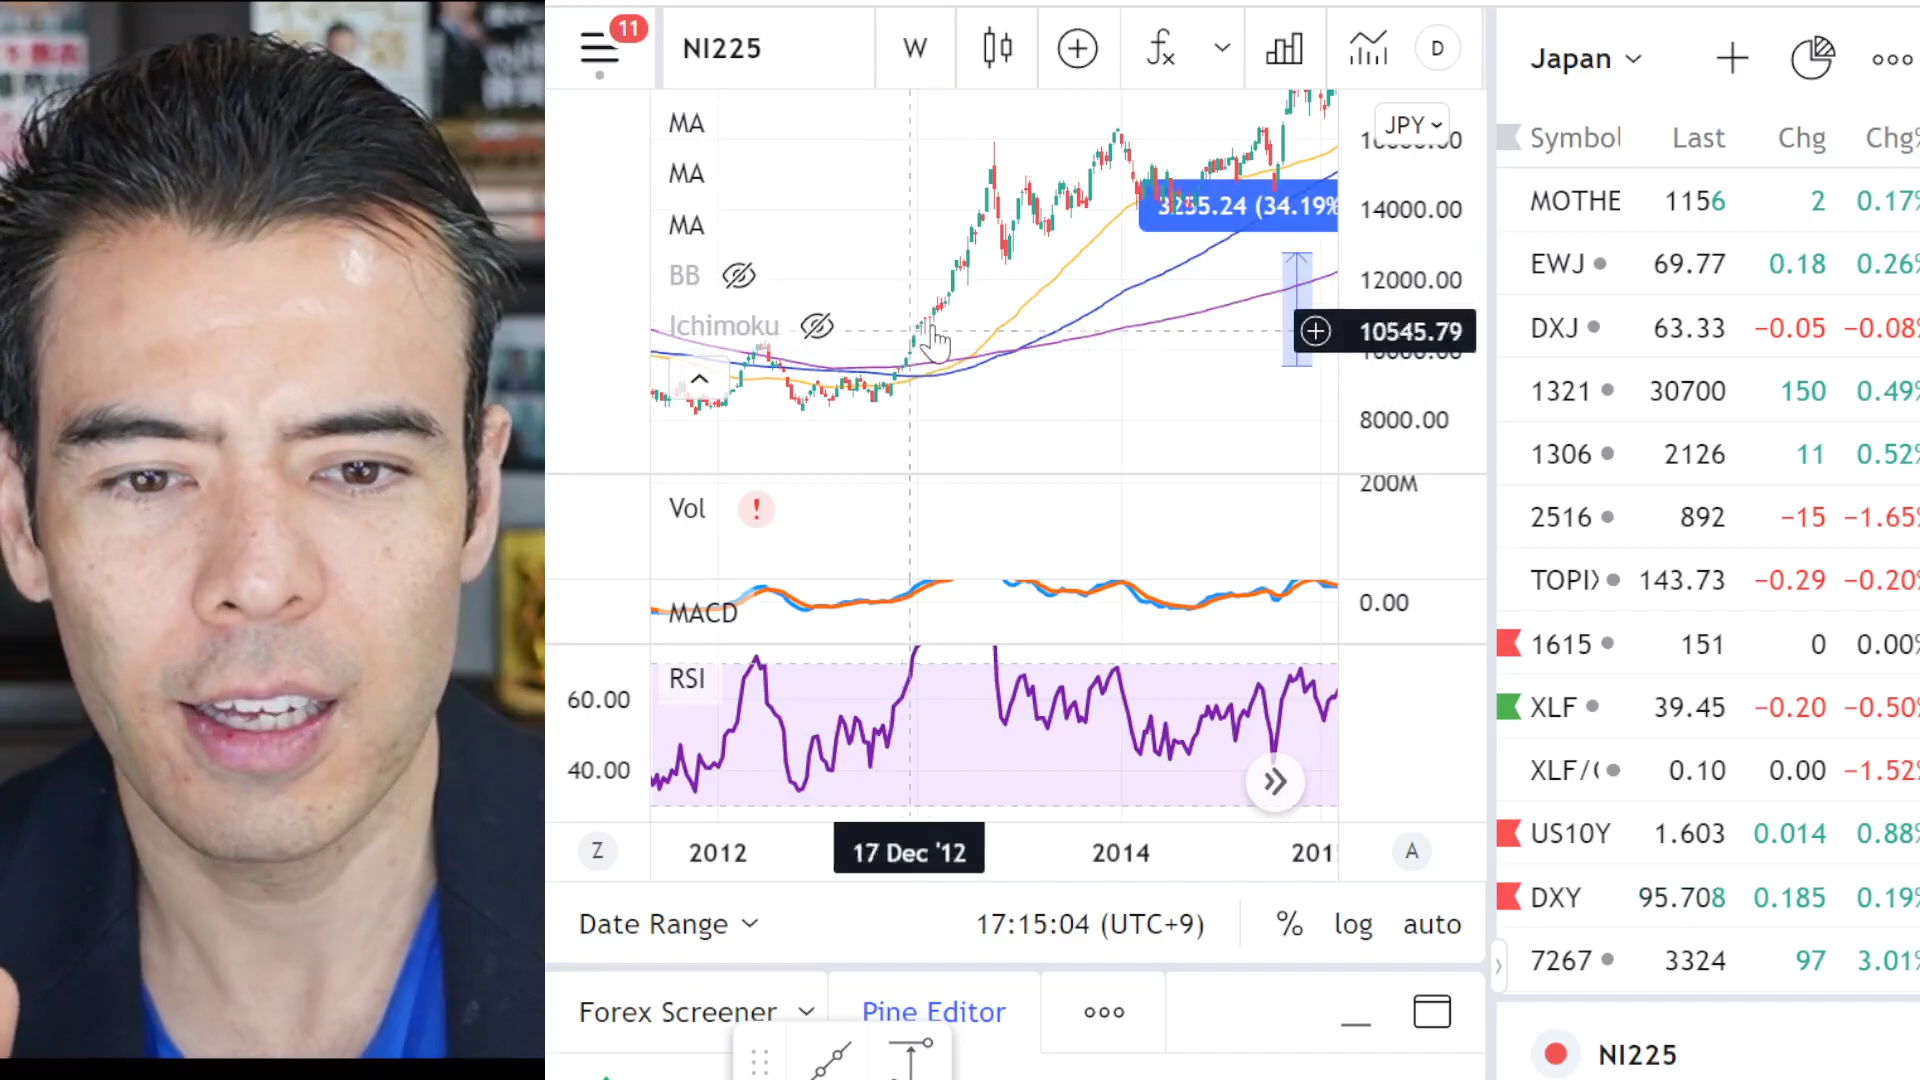 11
NI225
W
D
MA
MA
MA
BB
Ichimoku
JPY
3285.24 (34.19%
14000.00
12000.00
10545.79
8000.00
Vol
!
200M
MACD
0.00
RSI
60.00
40.00
Z
2012
17 Dec '12
2014
201
A
Date Range
17:15:04 (UTC+9)
%
log
auto
Forex Screener
Pine Editor
Japan
Symbol Last Chg Chg%
MOTHE 1156 2 0.17%
EWJ 69.77 0.18 0.26%
DXJ 63.33 −0.05 −0.08%
1321 30700 150 0.49%
1306 2126 11 0.52%
2516 892 −15 −1.65%
TOPIX 143.73 −0.29 −0.20%
1615 151 0 0.00%
XLF 39.45 −0.20 −0.50%
XLF/( 0.10 0.00 −1.52%
US10Y 1.603 0.014 0.88%
DXY 95.708 0.185 0.19%
7267 3324 97 3.01%
NI225